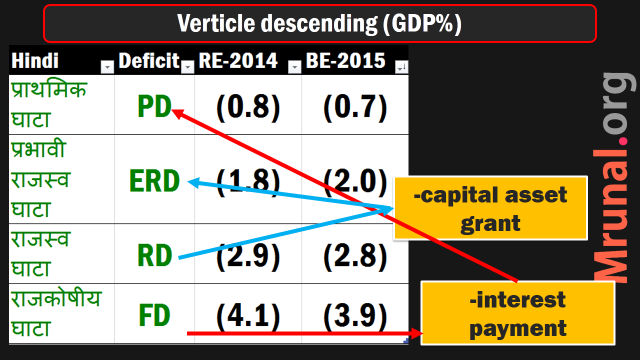 Verticle descending (GDP%)
Hindi Deficit RE-2014 BE-2015
प्राथमिक
घाटा
PD (0.8) (0.7)
प्रभावी
राजस्व
घाटा
ERD (1.8) (2.0)
-capital asset
grant
राजस्व
घाटा
RD (2.9) (2.8)
राजकोषीय
घाटा
FD (4.1) (3.9)
-interest
payment
Mrunal.org